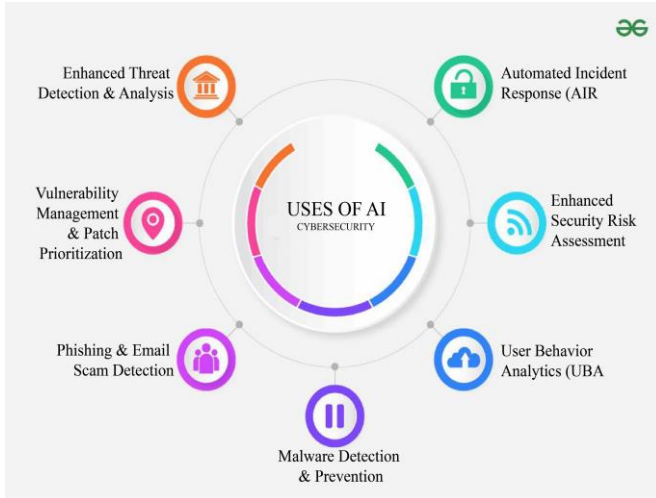 Enhanced Threat
Detection & Analysis
Automated Incident
Response (AIR
Vulnerability
Management
& Patch
Prioritization
USES OF AI
CYBERSECURITY
Enhanced
Security Risk
Assessment
Phishing & Email
Scam Detection
User Behavior
Analytics (UBA
Malware Detection
& Prevention